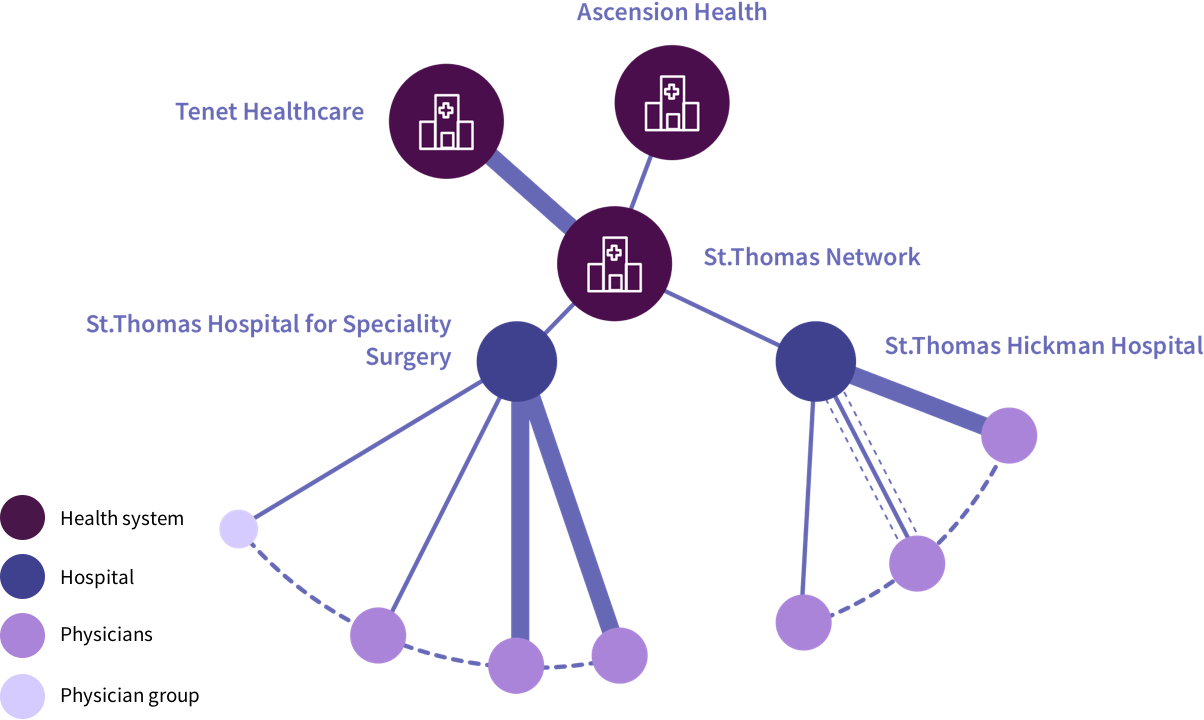 Ascension Health
Tenet Healthcare
St.Thomas Network
St.Thomas Hospital for Speciality
Surgery
St.Thomas Hickman Hospital
Health system
Hospital
Physicians
Physician group